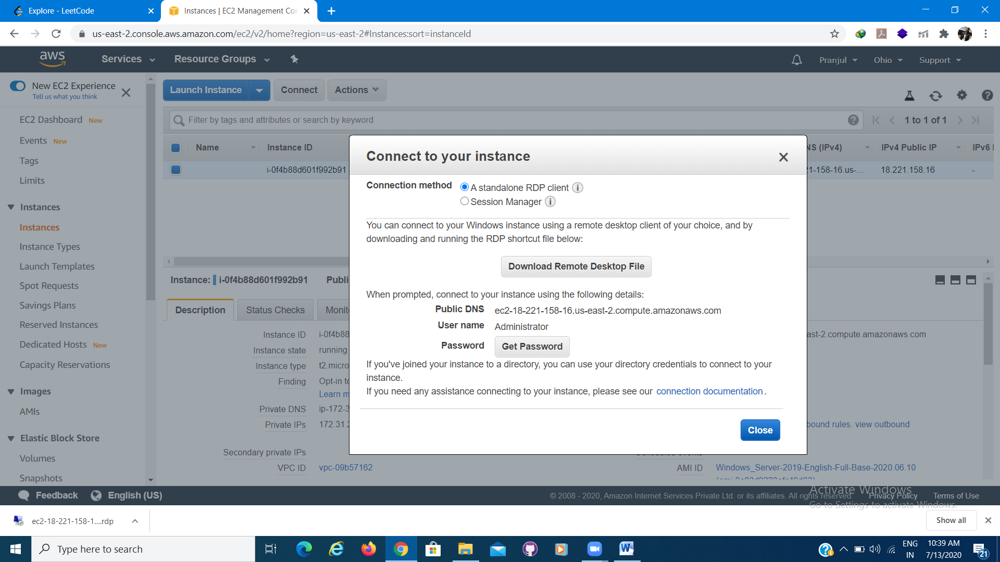 Explore - LeetCode
Instances | EC2 Management Con
us-east-2.console.aws.amazon.com/ec2/v2/home?region=us-east-2#Instances:sort=instanceId
aws
Services
Resource Groups
Pranjul
Ohio
Support
New EC2 Experience
Tell us what you think
EC2 Dashboard New
Events New
Tags
Limits
Instances
Instances
Instance Types
Launch Templates
Spot Requests
Savings Plans
Reserved Instances
Dedicated Hosts New
Capacity Reservations
Images
AMIs
Elastic Block Store
Volumes
Snapshots
Launch Instance
Connect
Actions
Filter by tags and attributes or search by keyword
1 to 1 of 1
Name
Instance ID
NS (IPv4)
IPv4 Public IP
IPv6 I
i-0f4b88d601f992b91
21-158-16.us-...
18.221.158.16
-
Instance: i-0f4b88d601f992b91 Publi
Description
Status Checks
Monit
Instance ID i-0f4b88
Instance state running
Instance type t2.micro
Finding Opt-in to
Learn m
Private DNS ip-172-3
Private IPs 172.31.2
Secondary private IPs
VPC ID vpc-09b57162
ast-2.compute.amazonaws.com
bound rules. view outbound
AMI ID Windows_Server-2019-English-Full-Base-2020.06.10
Connect to your instance
Connection method
A standalone RDP client
Session Manager
You can connect to your Windows instance using a remote desktop client of your choice, and by
downloading and running the RDP shortcut file below:
Download Remote Desktop File
When prompted, connect to your instance using the following details:
Public DNS ec2-18-221-158-16.us-east-2.compute.amazonaws.com
User name Administrator
Password Get Password
If you've joined your instance to a directory, you can use your directory credentials to connect to your
instance.
If you need any assistance connecting to your instance, please see our connection documentation.
Close
Feedback
English (US)
© 2008 - 2020, Amazon Internet Services Private Ltd. or its affiliates. All rights reserved.
Privacy Policy
Terms of Use
Activate Windows
Go to Settings to activate Windows.
ec2-18-221-158-1....rdp
Show all
Type here to search
ENG
IN
10:39 AM
7/13/2020
21